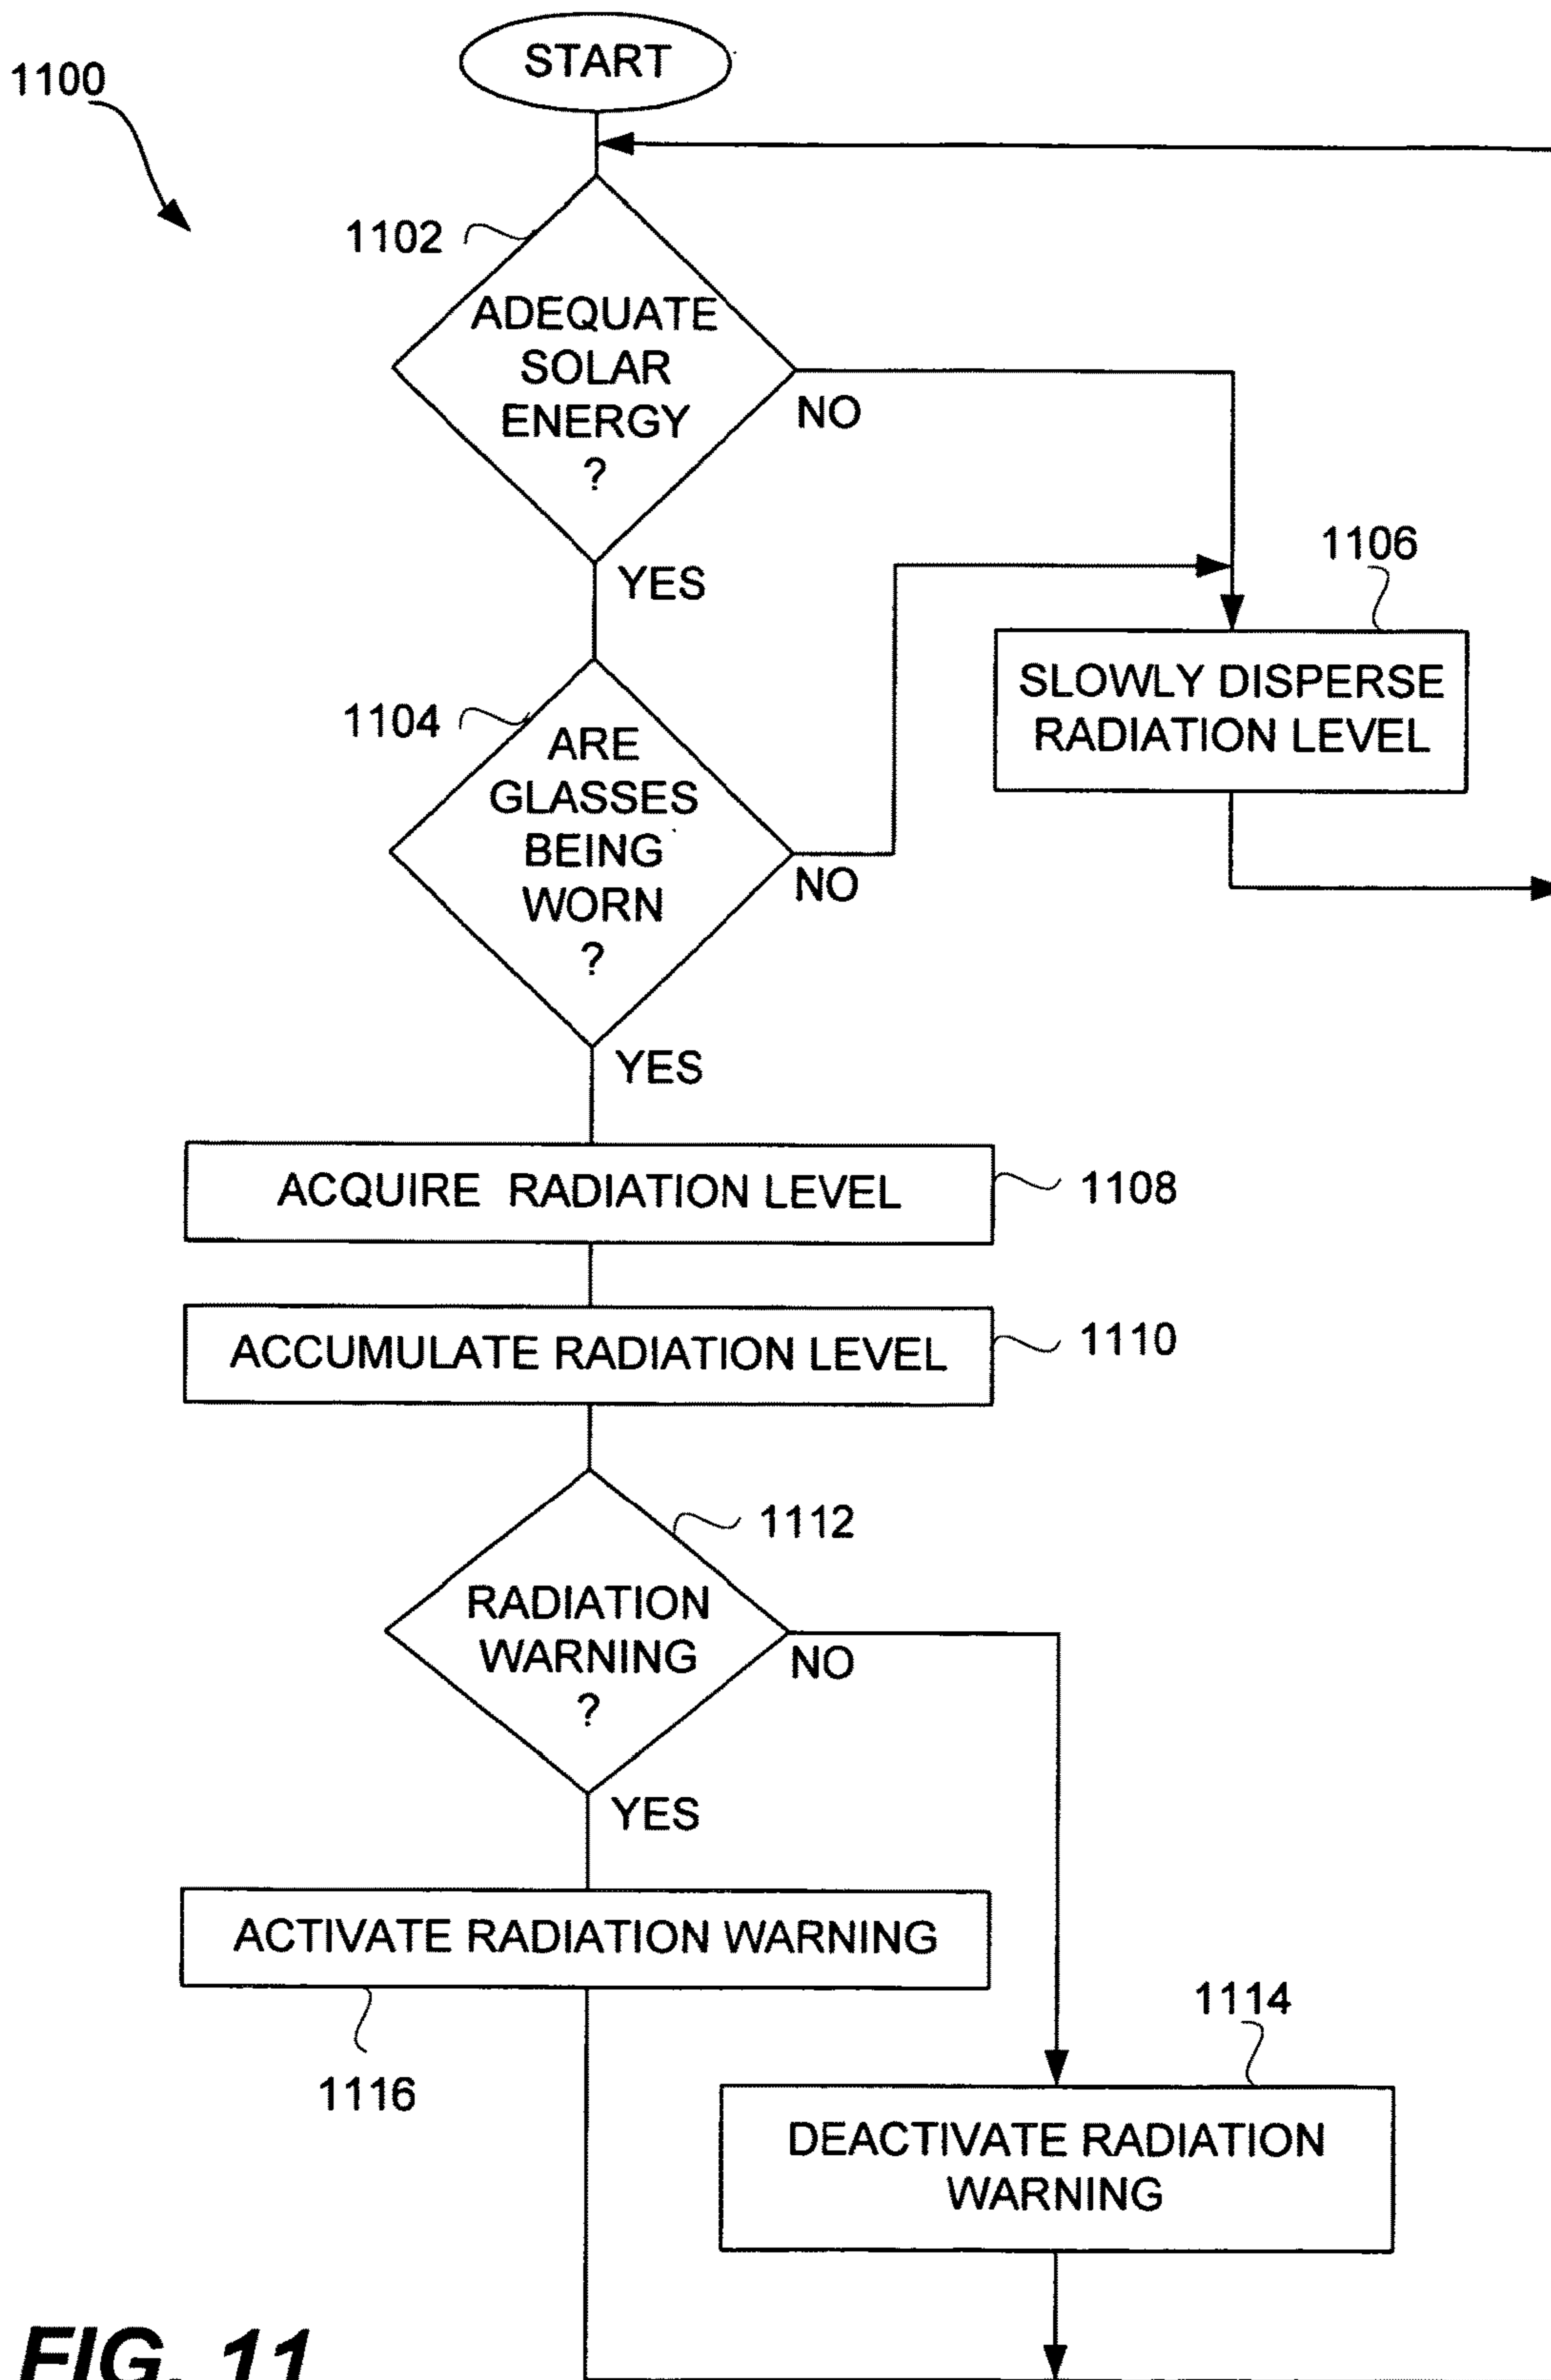 START
1100
1102
ADEQUATE
SOLAR
ENERGY
?
NO
YES
1106
SLOWLY DISPERSE
RADIATION LEVEL
1104
ARE
GLASSES
BEING
WORN
?
NO
YES
ACQUIRE RADIATION LEVEL
1108
ACCUMULATE RADIATION LEVEL
1110
1112
RADIATION
WARNING
?
NO
YES
ACTIVATE RADIATION WARNING
1116
1114
DEACTIVATE RADIATION
WARNING
FIG. 11